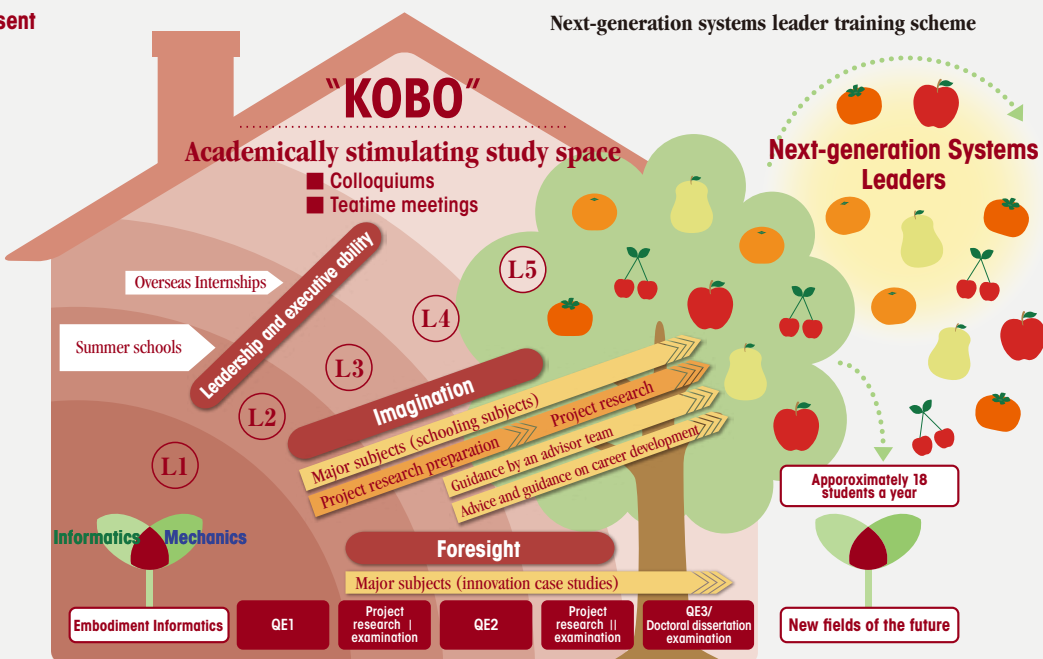 sent
Next-generation systems leader training scheme
"KOBO"
Academically stimulating study space
Colloquiums
Teatime meetings
Next-generation Systems
Leaders
Overseas Internships
Summer schools
Leadership and executive ability
L5
L4
L3
L2
L1
Imagination
Major subjects (schooling subjects)
Project research preparation
Project research
Guidance by an advisor team
Advice and guidance on career development
Apporoximately 18
students a year
Informatics
Mechanics
Foresight
Major subjects (innovation case studies)
Embodiment Informatics
QE1
Project
research I
examination
QE2
Project
research II
examination
QE3/
Doctoral dissertation
examination
New fields of the future